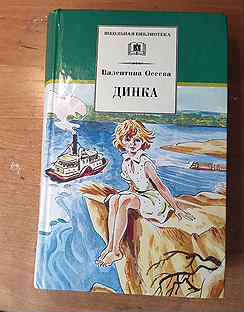 ШКОЛЬНАЯ БИБЛИОТЕКА
Валентина Осеева
ДИНКА